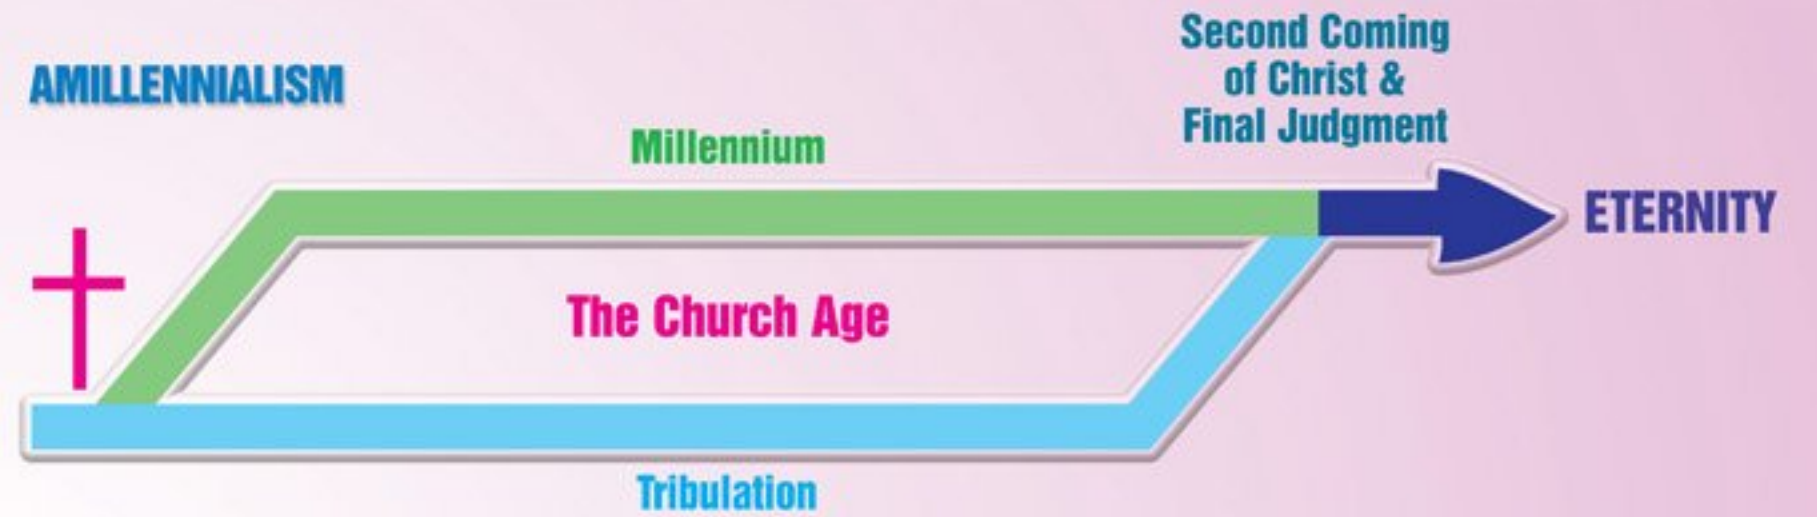 AMILLENNIALISM
Second Coming
of Christ &
Final Judgment
Millennium
ETERNITY
The Church Age
Tribulation